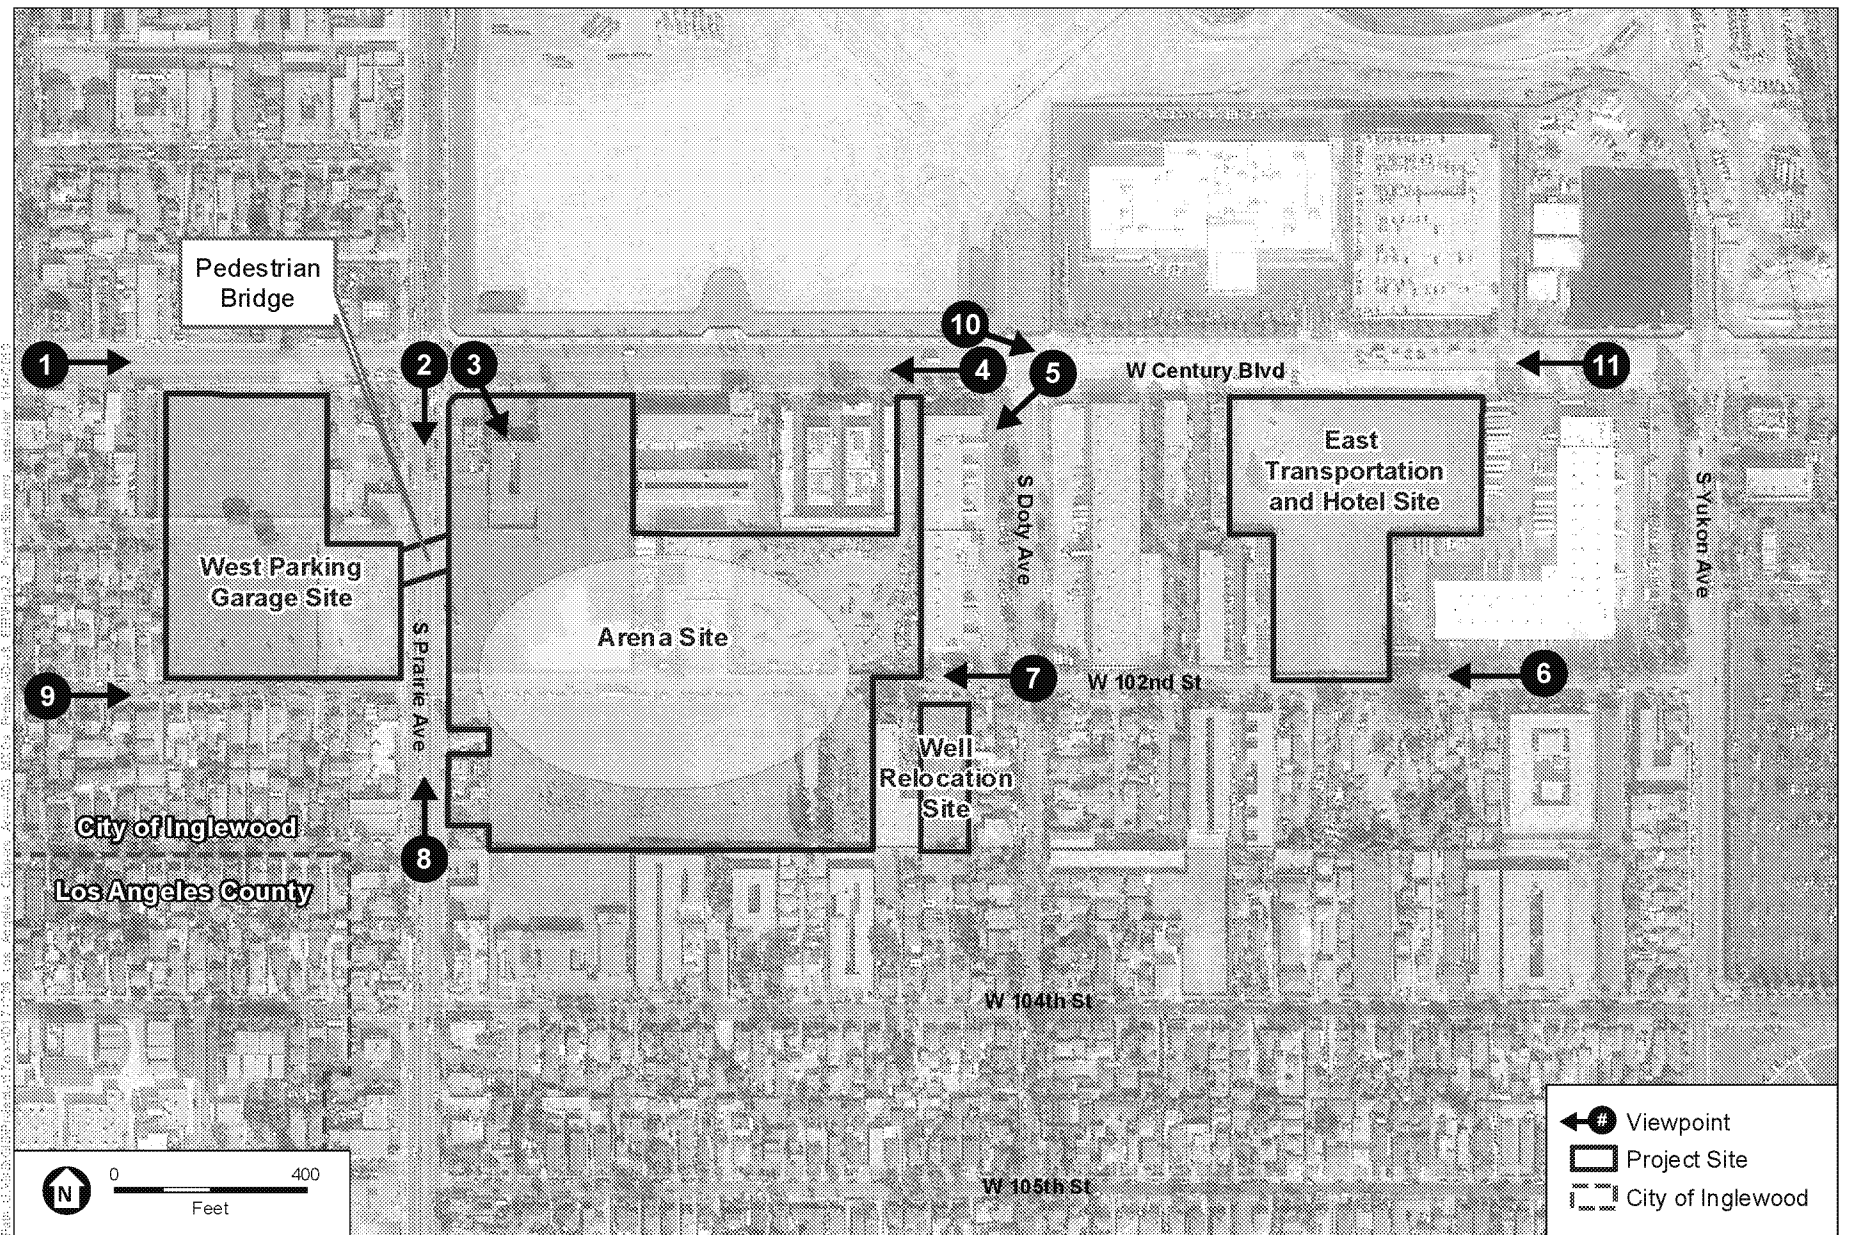 Pedestrian
Bridge
10
1
2
3
4
5
W Century Blvd
11
East
Transportation
and Hotel Site
S Doty Ave
S Yukon Ave
West Parking
Garage Site
Arena Site
S Prairie Ave
9
7
W 102nd St
6
Well
Relocation
Site
City of Inglewood
8
Los Angeles County
W 104th St
W 105th St
N
0 400
Feet
# Viewpoint
Project Site
City of Inglewood